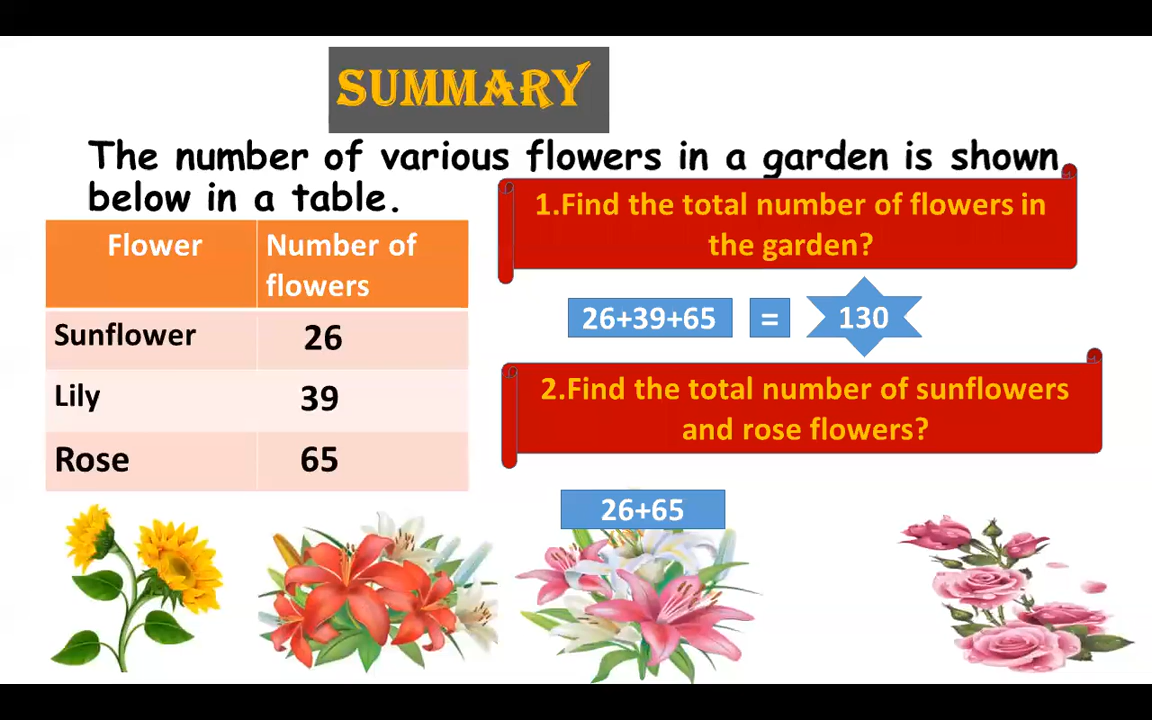 SUMMARY
The number of various flowers in a garden is shown
below in a table.
Flower Number of
flowers
Sunflower 26
Lily 39
Rose 65
1.Find the total number of flowers in
the garden?
26+39+65 = 130
2.Find the total number of sunflowers
and rose flowers?
26+65